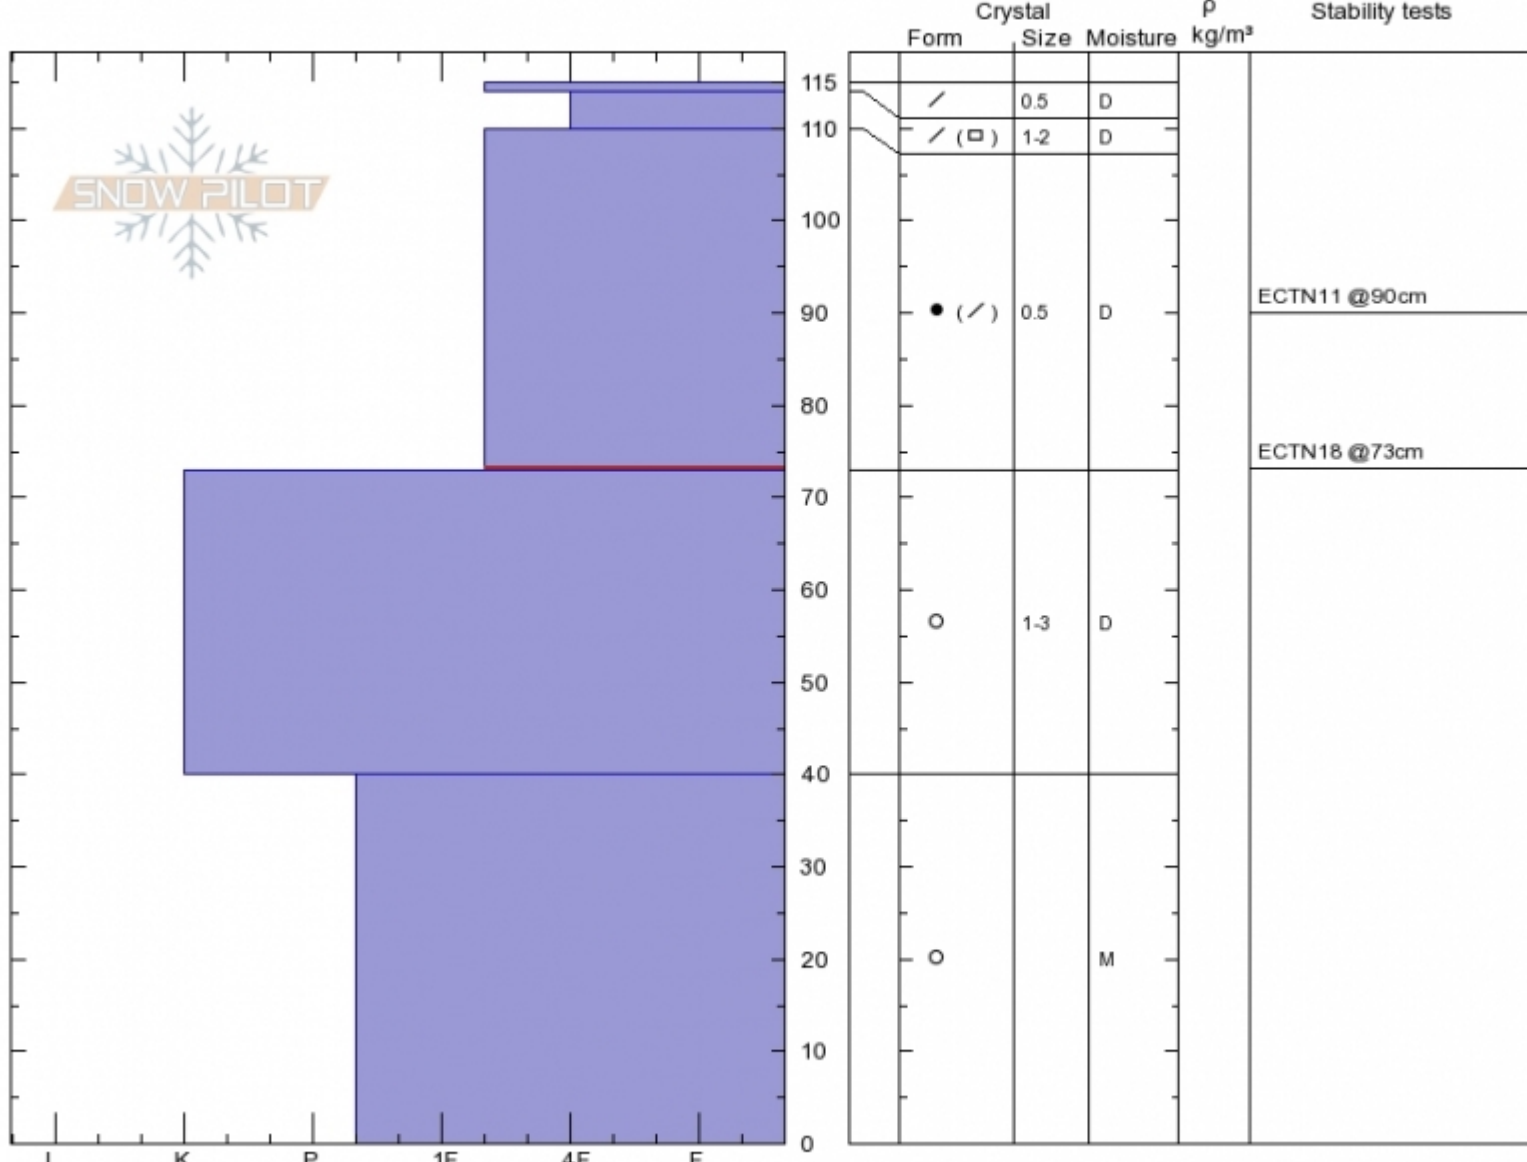 Crystal ρ Stability tests
Form Size Moisture kg/m³
SNOW PILOT
115
0.5 D
110
( ) 1-2 D
100
ECTN11 @90cm
90 ( ) 0.5 D
80
ECTN18 @73cm
70
60
1-3 D
50
40
30
20 M
10
0
I K P 1F 4F F